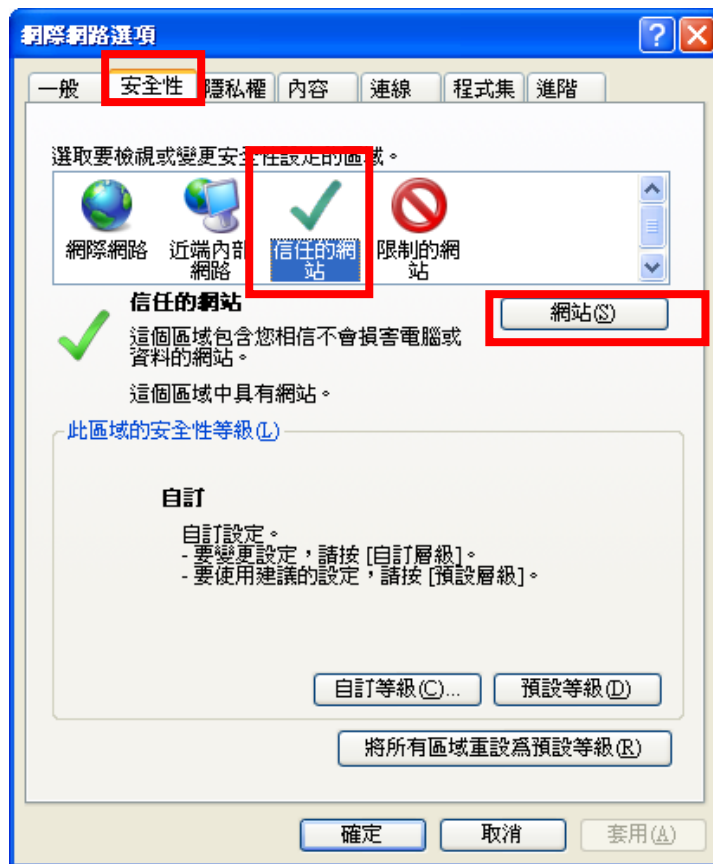 網際網路選項
一般 安全性 隱私權 內容 連線 程式集 進階
選取要檢視或變更安全性設定的區域。
網際網路 近端內部網路 信任的網站 限制的網站
信任的網站
網站(S)
這個區域包含您相信不會損害電腦或
資料的網站。
這個區域中具有網站。
此區域的安全性等級(L)
自訂
自訂設定。
- 要變更設定，請按 [自訂層級]。
- 要使用建議的設定，請按 [預設層級]。
自訂等級(C)... 預設等級(D)
將所有區域重設為預設等級(R)
確定 取消 套用(A)